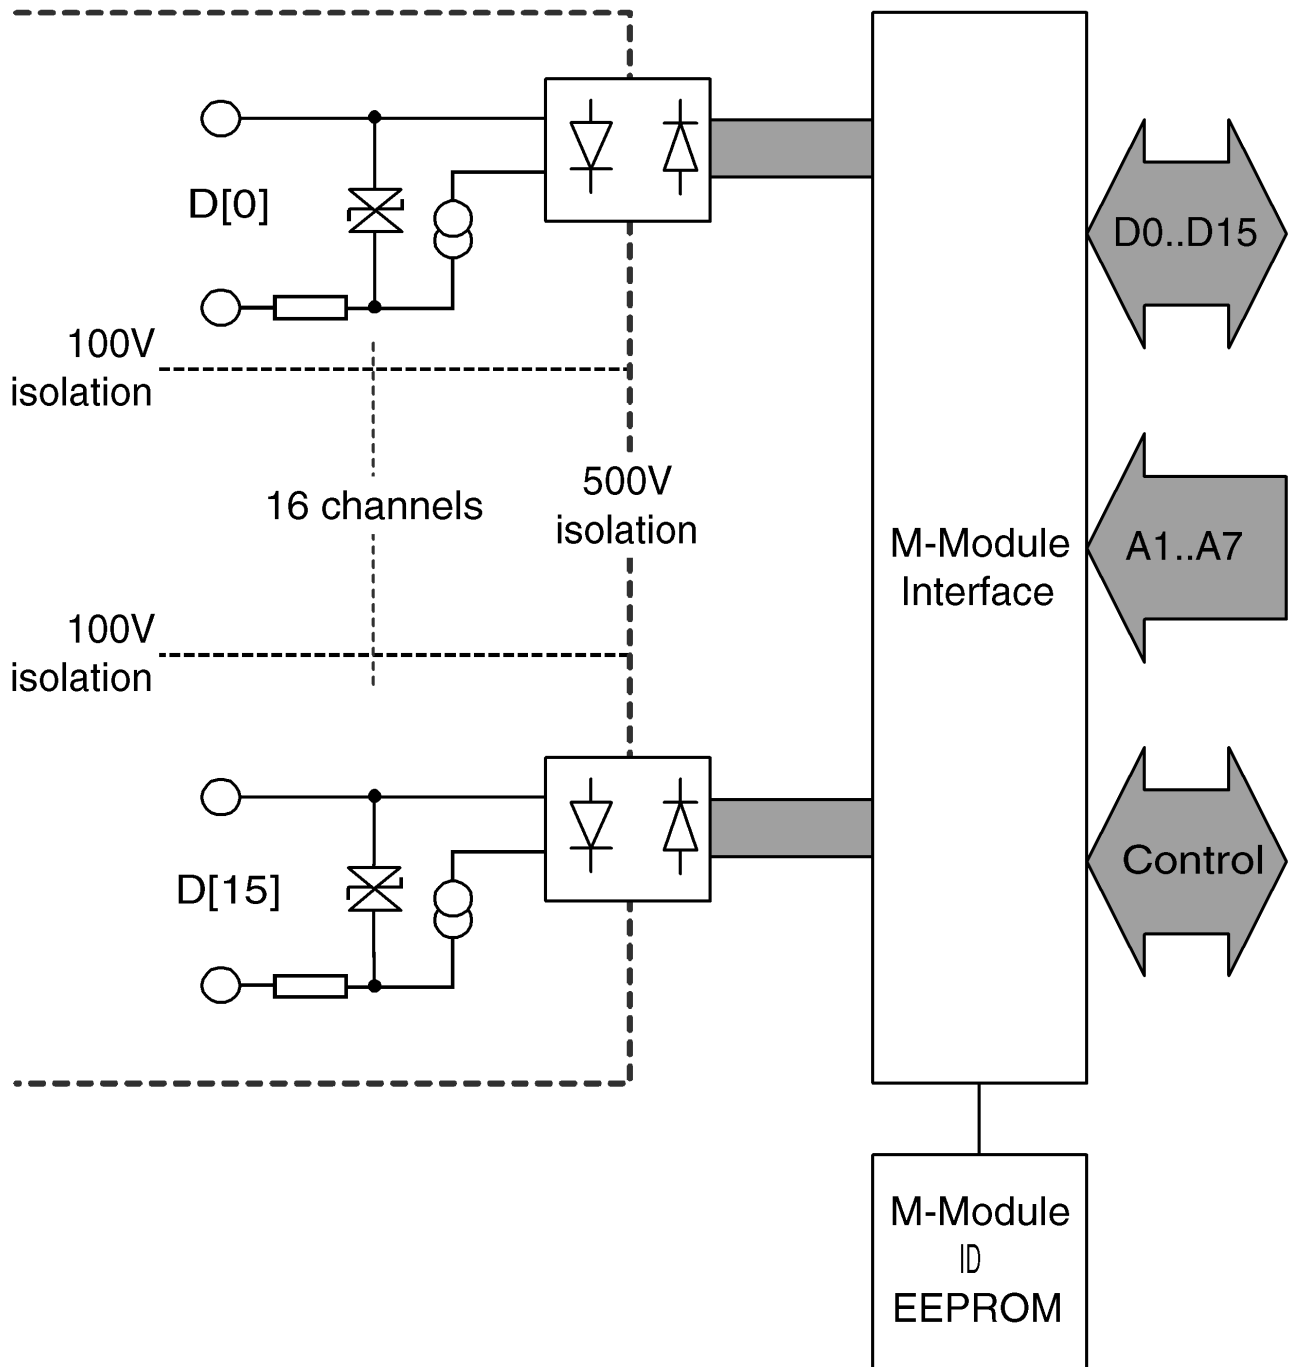 D[0]
D0..D15
100V
isolation
16 channels
500V
isolation
M-Module
Interface
A1..A7
100V
isolation
D[15]
Control
M-Module
ID
EEPROM